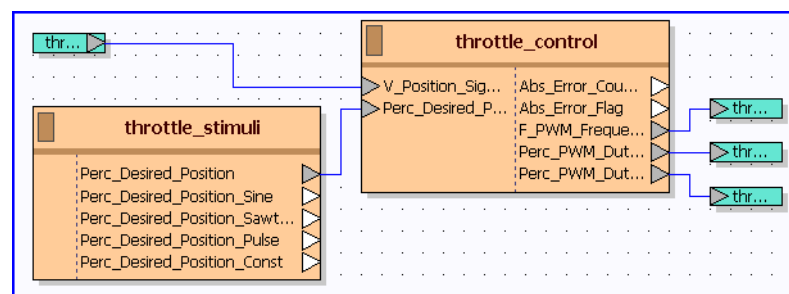 thr...
throttle_control
V_Position_Sig...
Perc_Desired_P...
Abs_Error_Cou...
Abs_Error_Flag
F_PWM_Freque...
Perc_PWM_Dut...
Perc_PWM_Dut...
thr...
thr...
thr...
throttle_stimuli
Perc_Desired_Position
Perc_Desired_Position_Sine
Perc_Desired_Position_Sawt...
Perc_Desired_Position_Pulse
Perc_Desired_Position_Const